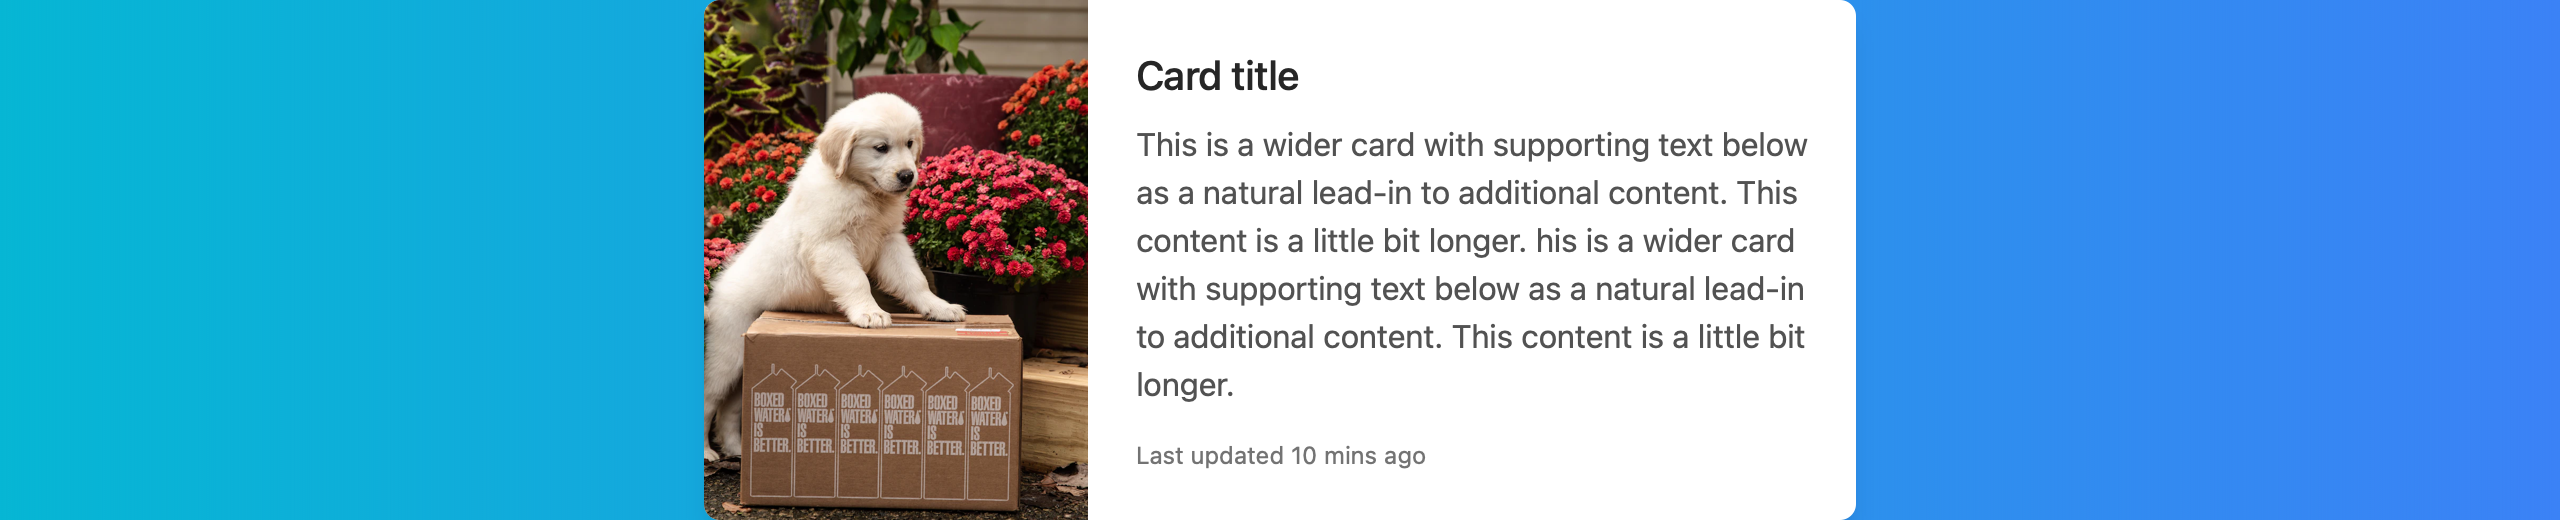 Card title
This is a wider card with supporting text below
as a natural lead-in to additional content. This
content is a little bit longer. his is a wider card
with supporting text below as a natural lead-in
to additional content. This content is a little bit
longer.
Last updated 10 mins ago
BOXED BOXED BOXED BOXED BOXED BOXED
WATER WATER WATER WATER WATER WATER
IS IS IS IS IS IS
BETTER. BETTER. BETTER. BETTER. BETTER. BETTER.